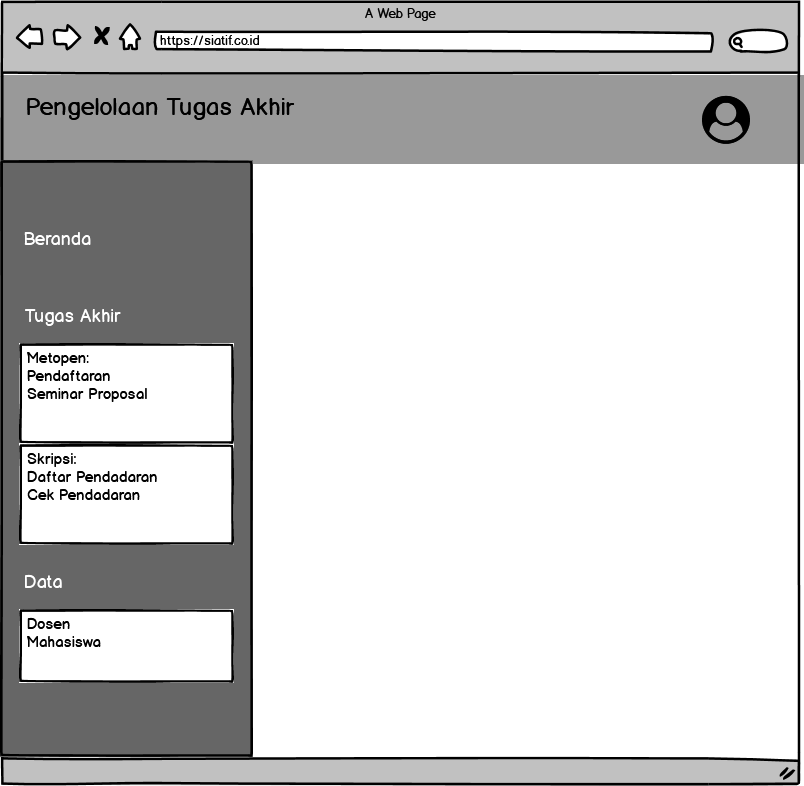 A Web Page
https://siatif.co.id
Pengelolaan Tugas Akhir
Beranda
Tugas Akhir
Metopen:
Pendaftaran
Seminar Proposal
Skripsi:
Daftar Pendadaran
Cek Pendadaran
Data
Dosen
Mahasiswa